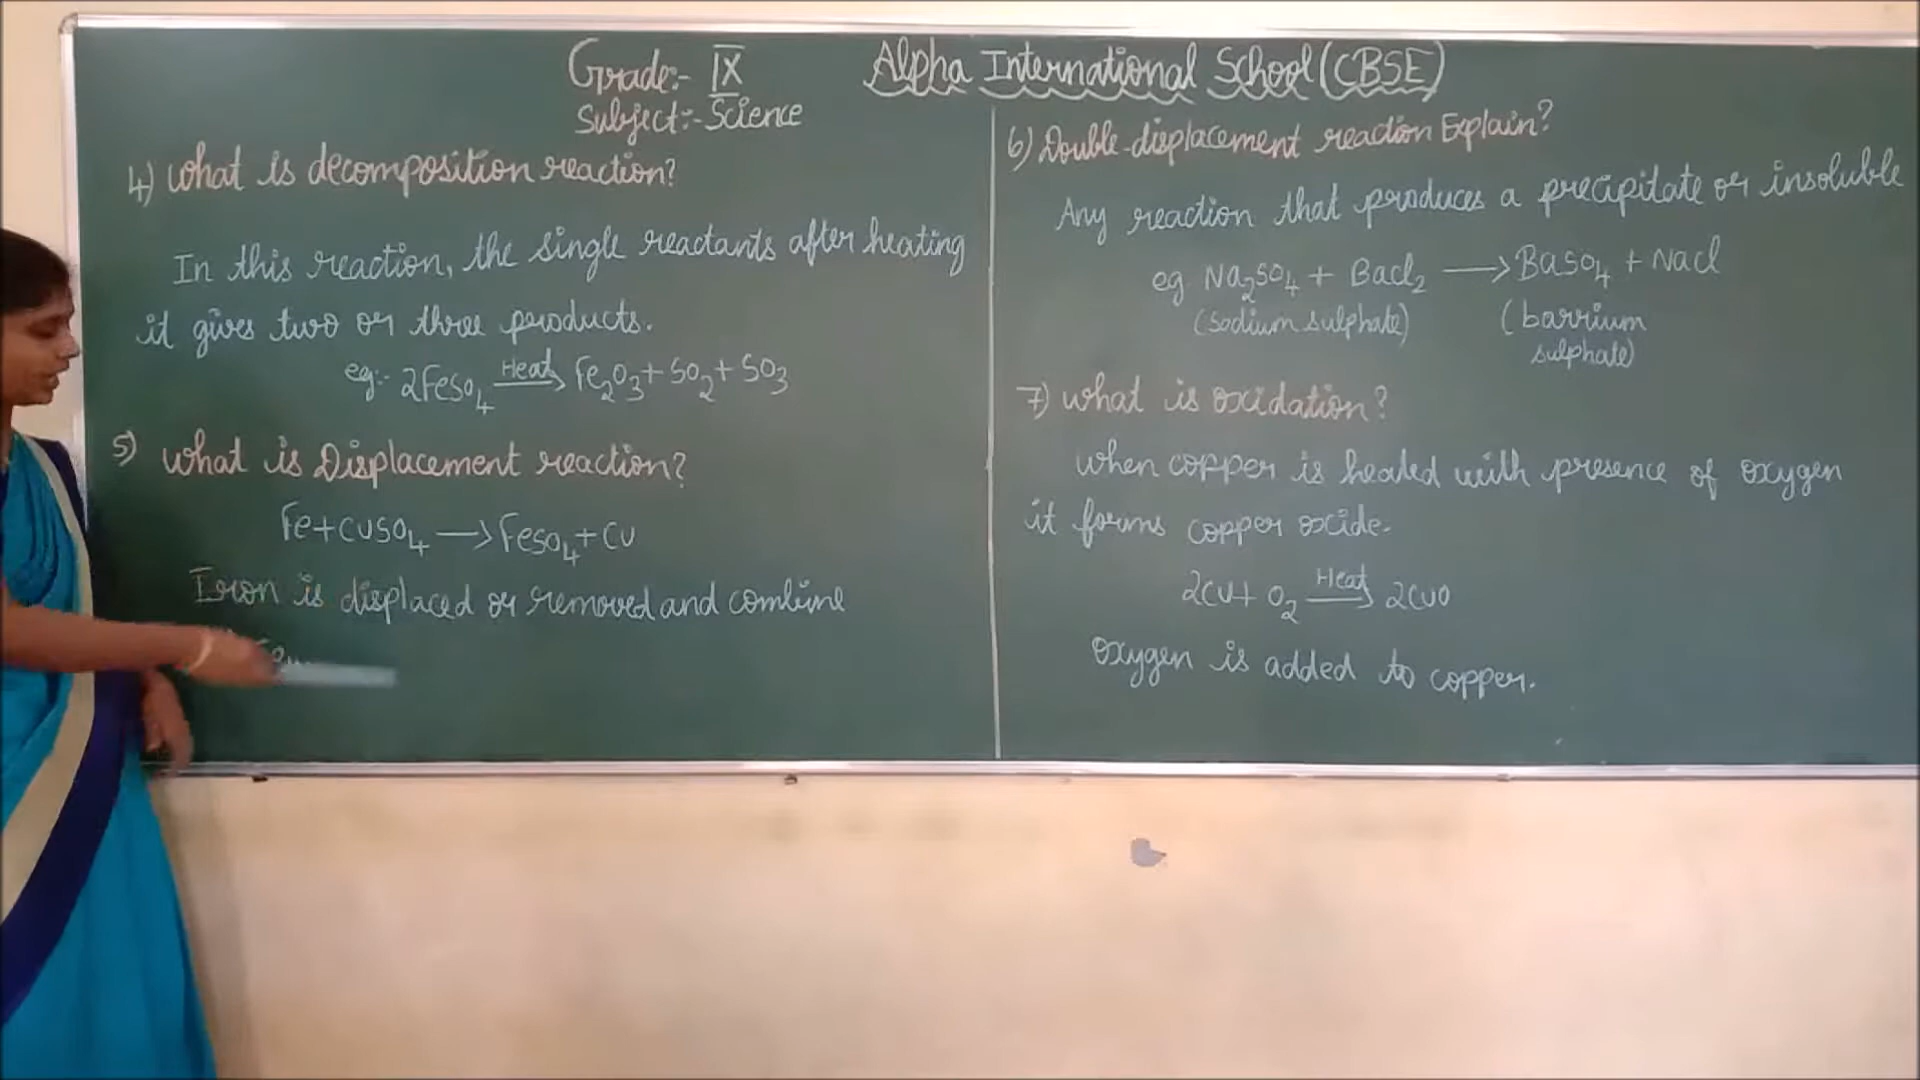 Grade:- IX
Subject:- Science
Alpha International School (CBSE)
4) What is decomposition reaction?
In this reaction, the single reactants after heating
it gives two or three products.
eg:- 2FeSO4 Heat→ Fe2O3 + SO2 + SO3
5) What is Displacement reaction?
Fe + CuSO4 → FeSO4 + Cu
Iron is displaced or removed and combine
6) Double-displacement reaction Explain?
Any reaction that produces a precipitate or insoluble
eg Na2SO4 + BaCl2 → BaSO4 + NaCl
(Sodium sulphate) (barrium
sulphate)
7) What is oxidation?
When copper is heated with presence of oxygen
it forms copper oxide.
2Cu + O2 Heat→ 2CuO
Oxygen is added to copper.